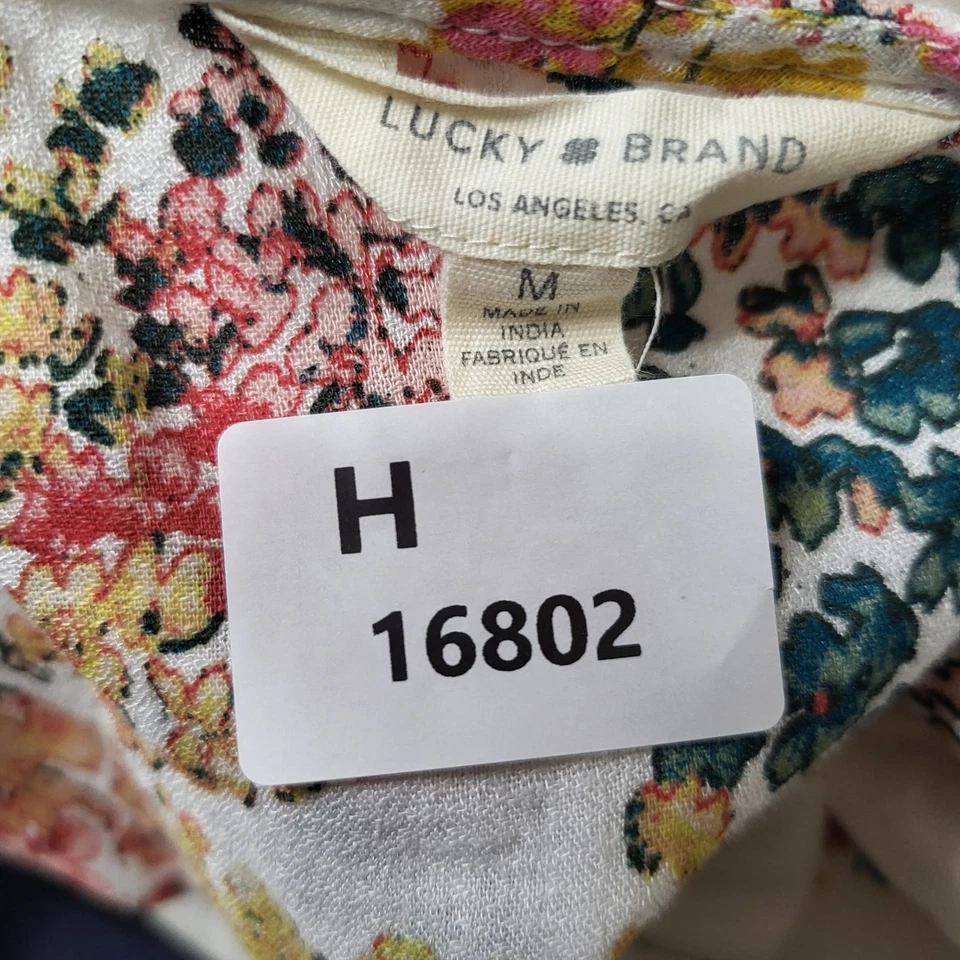 LUCKY BRAND
LOS ANGELES, CA
M
MADE IN
INDIA
FABRIQUÉ EN
INDE
H
16802